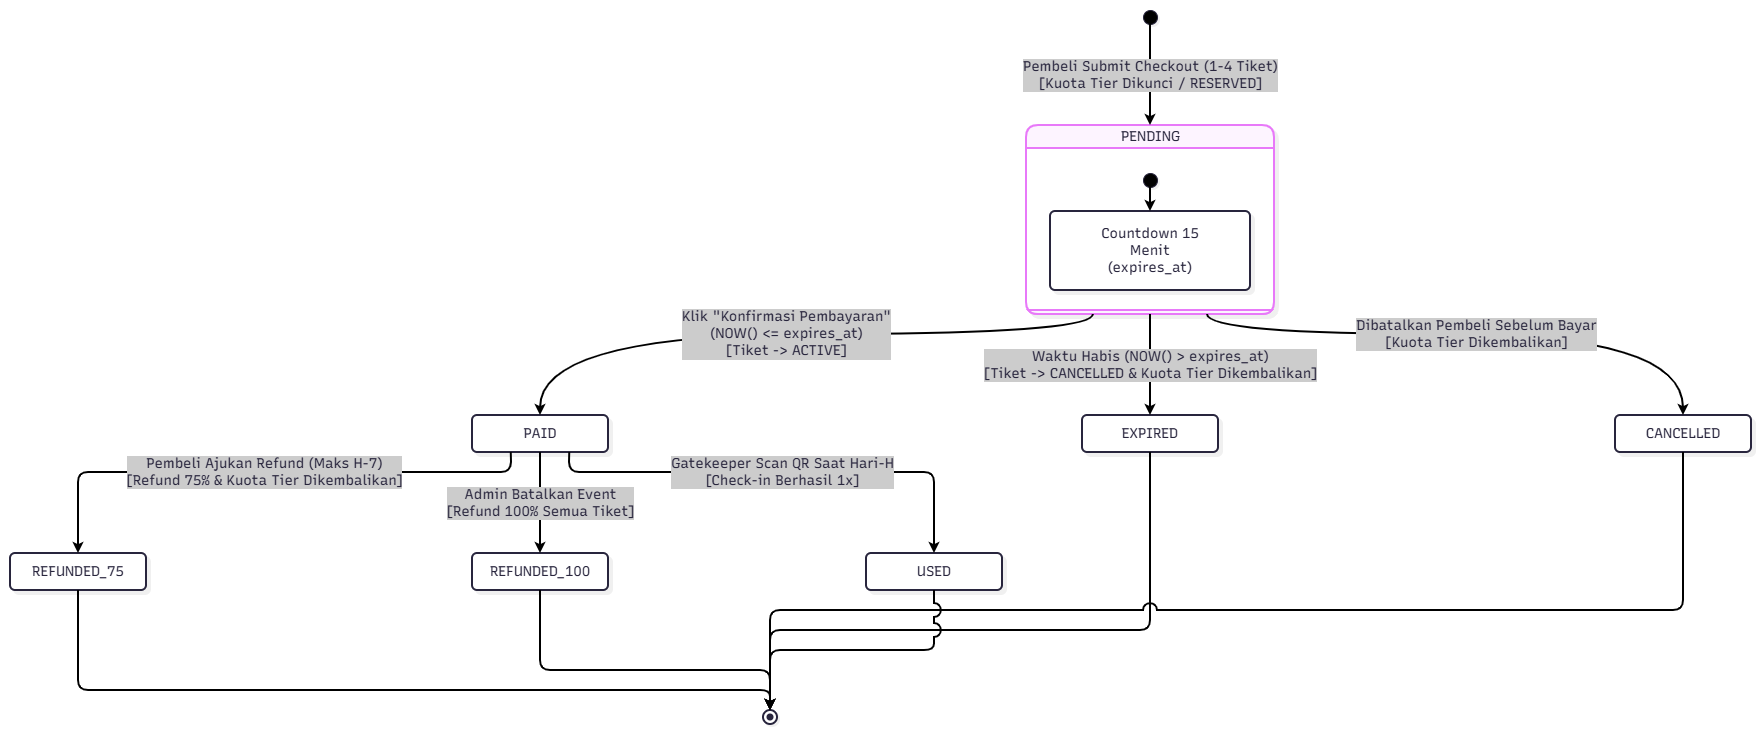 Pembeli Submit Checkout (1-4 Tiket)
[Kuota Tier Dikunci / RESERVED]
PENDING
Countdown 15
Menit
(expires_at)
Klik "Konfirmasi Pembayaran"
(NOW() <= expires_at)
[Tiket -> ACTIVE]
Waktu Habis (NOW() > expires_at)
[Tiket -> CANCELLED & Kuota Tier Dikembalikan]
Dibatalkan Pembeli Sebelum Bayar
[Kuota Tier Dikembalikan]
PAID
EXPIRED
CANCELLED
Pembeli Ajukan Refund (Maks H-7)
[Refund 75% & Kuota Tier Dikembalikan]
Admin Batalkan Event
[Refund 100% Semua Tiket]
Gatekeeper Scan QR Saat Hari-H
[Check-in Berhasil 1x]
REFUNDED_75
REFUNDED_100
USED